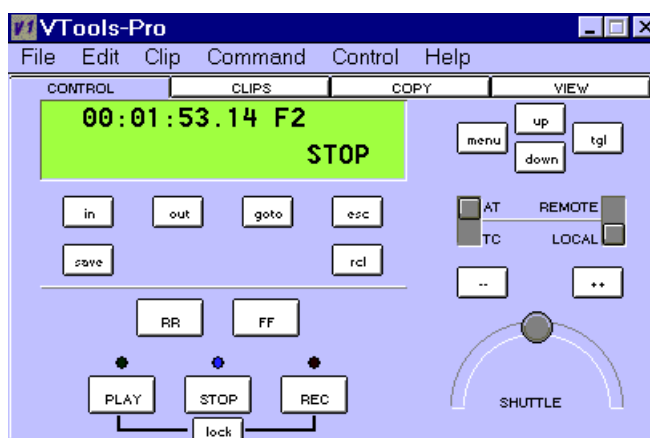 VTools-Pro
File Edit Clip Command Control Help
CONTROL CLIPS COPY VIEW
00:01:53.14 F2
STOP
menu up down tgl
in out goto esc
AT REMOTE
TC LOCAL
save rcl
-- ++
RR FF
PLAY STOP REC
SHUTTLE
lock